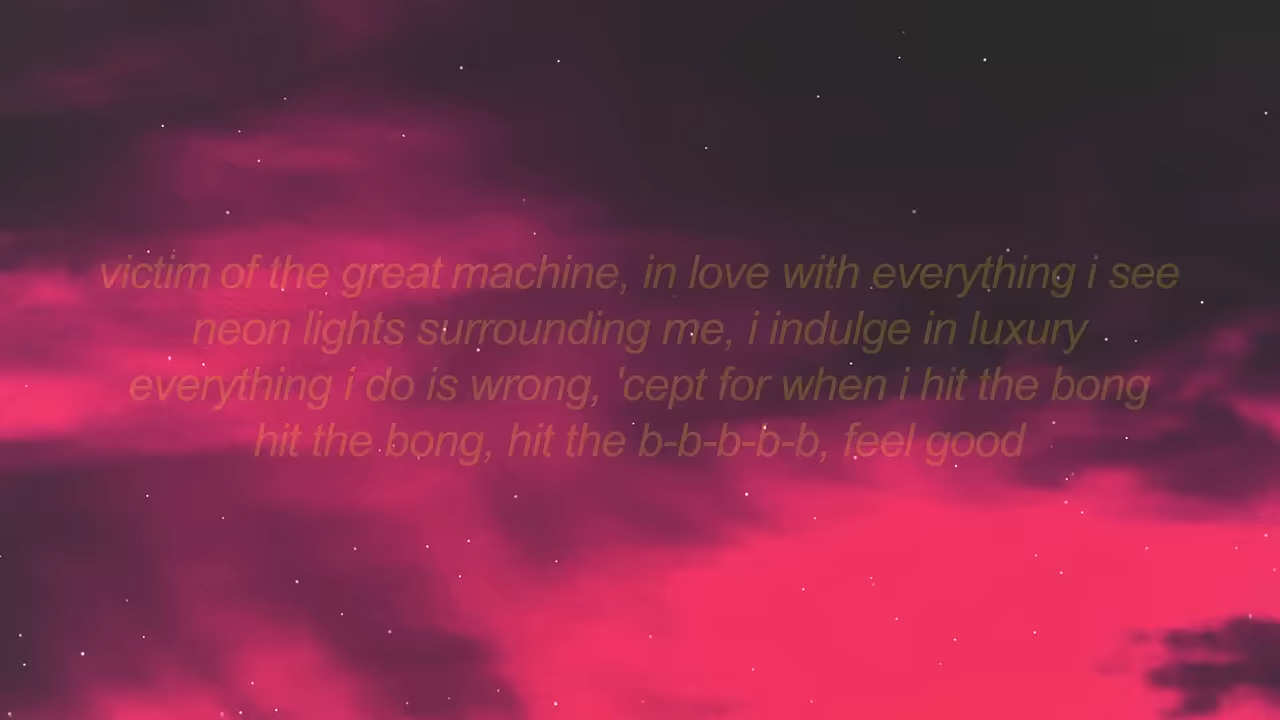 victim of the great machine, in love with everything i see
neon lights surrounding me, i indulge in luxury
everything i do is wrong, 'cept for when i hit the bong
hit the bong, hit the b-b-b-b-b, feel good